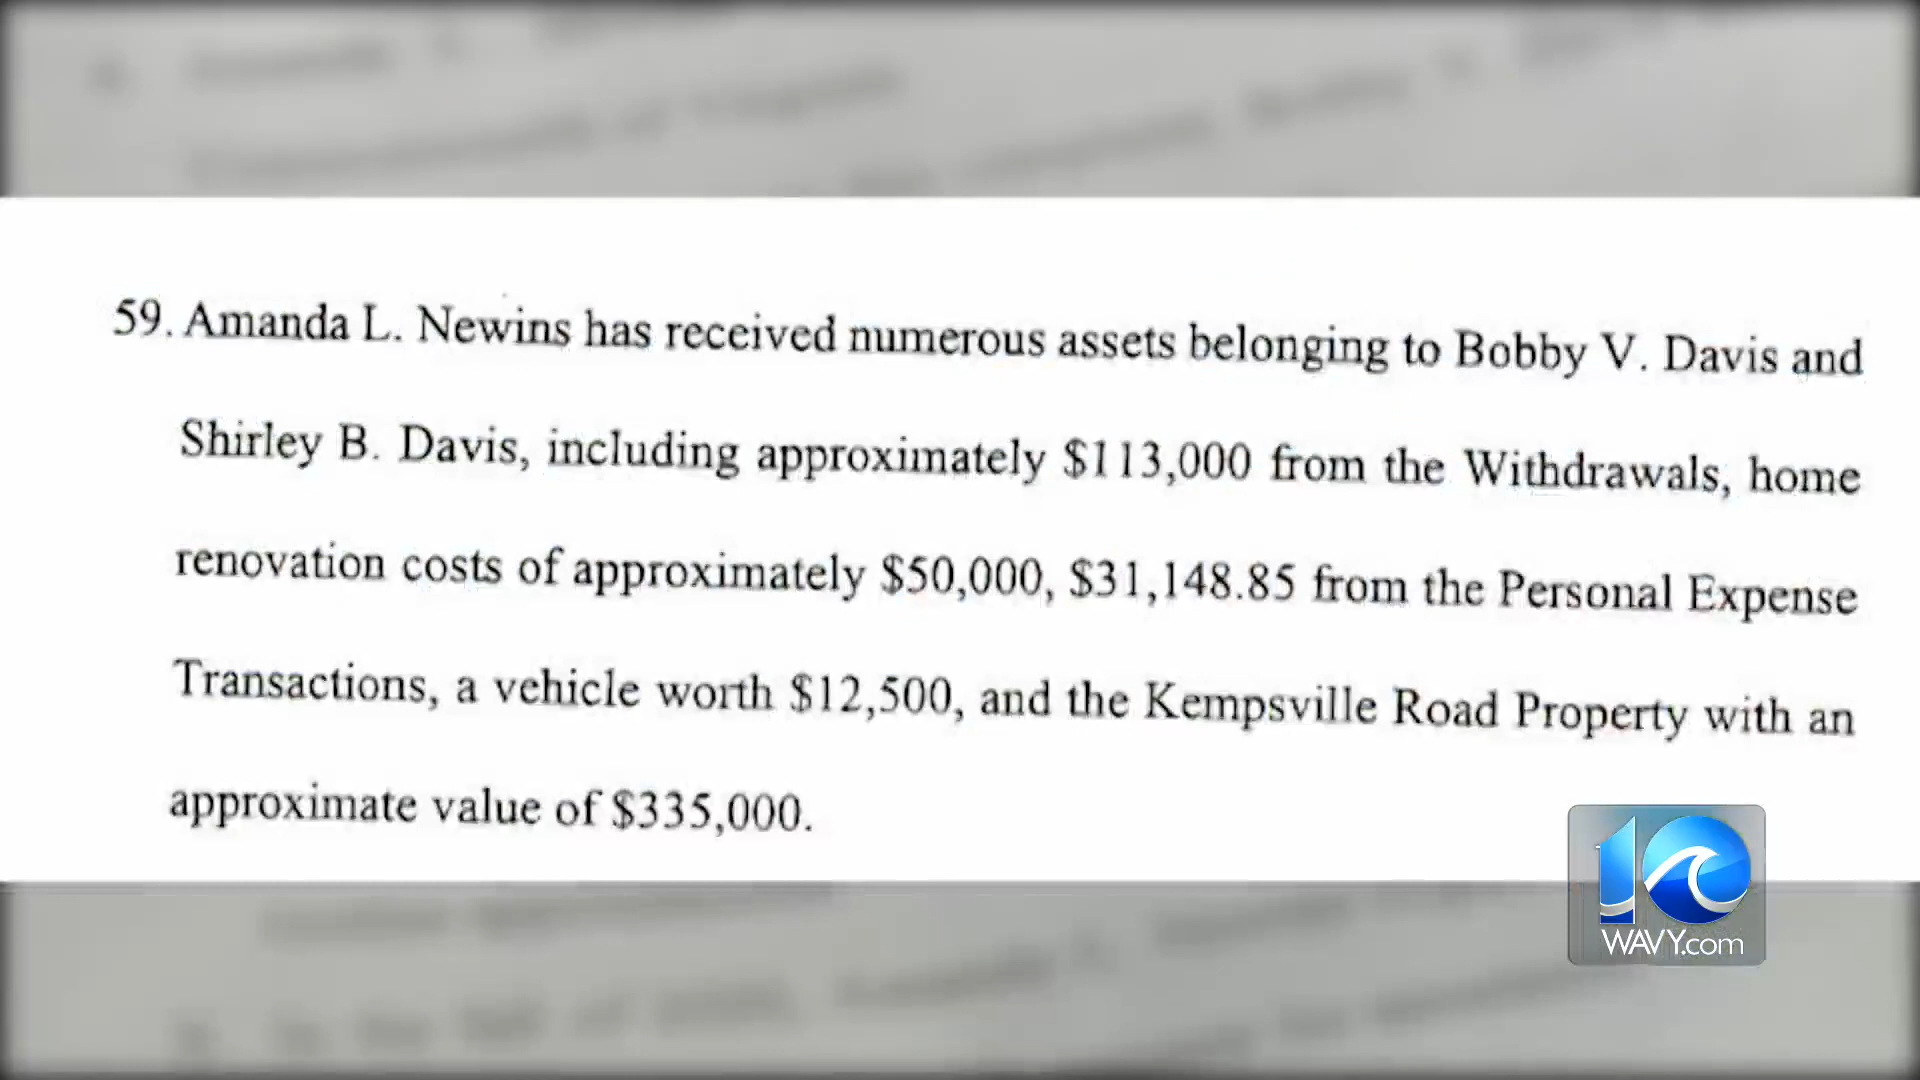 59. Amanda L. Newins has received numerous assets belonging to Bobby V. Davis and
Shirley B. Davis, including approximately $113,000 from the Withdrawals, home
renovation costs of approximately $50,000, $31,148.85 from the Personal Expense
Transactions, a vehicle worth $12,500, and the Kempsville Road Property with an
approximate value of $335,000.
10
WAVY.com